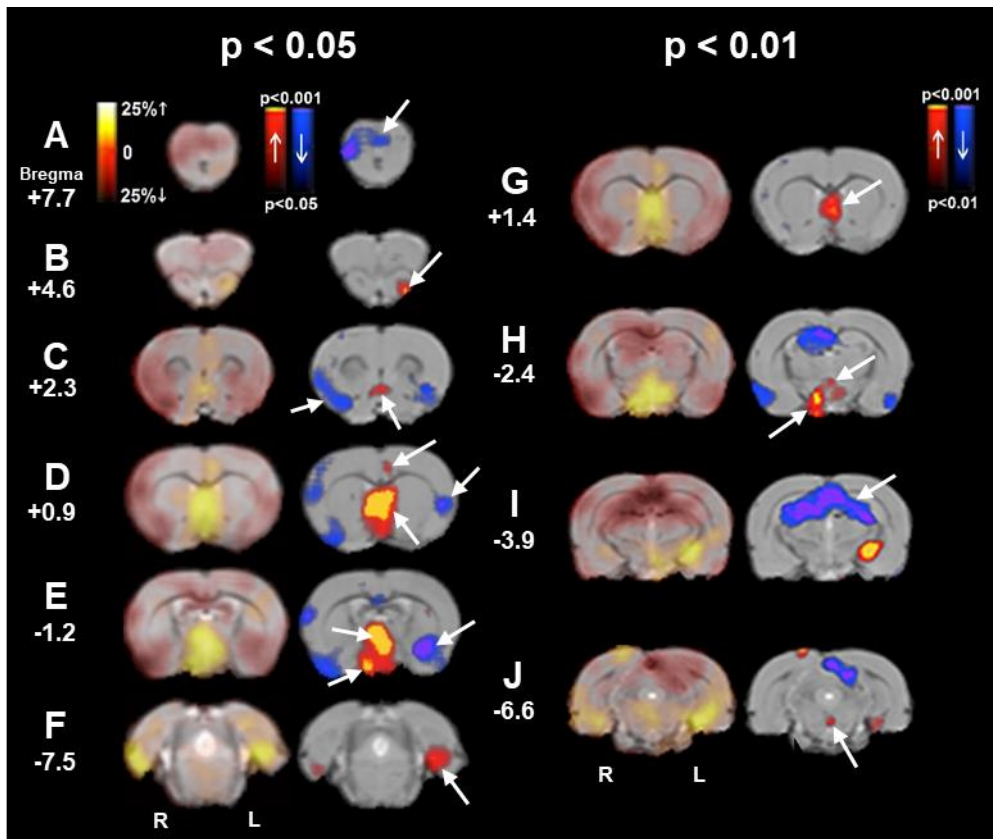 p < 0.05
p < 0.01
A
Bregma
+7.7
25%↑
0
25%↓
p<0.001
↑ ↓
p<0.05
B
+4.6
C
+2.3
D
+0.9
E
-1.2
F
-7.5
R L
p<0.001
↑ ↓
p<0.01
G
+1.4
H
-2.4
I
-3.9
J
-6.6
R L